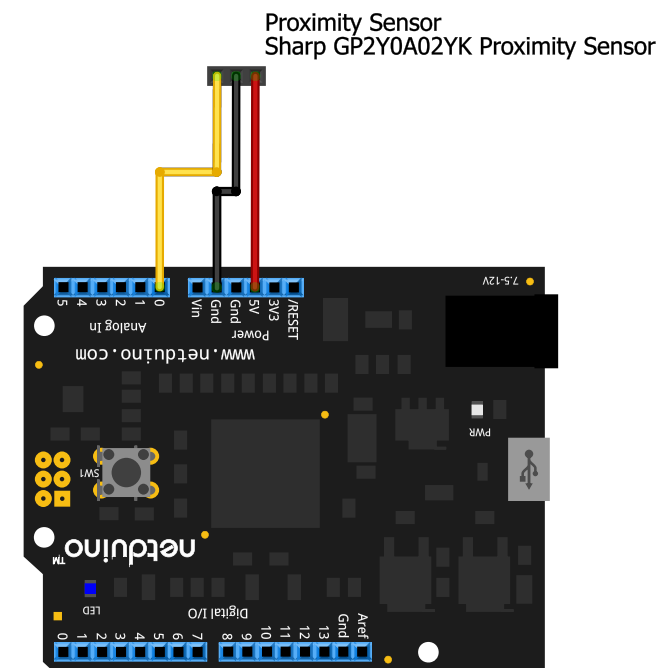 Proximity Sensor
Sharp GP2Y0A02YK Proximity Sensor
7.5-12V
5 4 3 2 1 0 Vin Gnd Gnd 5V 3V3 /RESET
Analog In Power
www.netduino.com
PWR
SW1
netduino™
LED
Digital I/O
0 1 2 3 4 5 6 7 8 9 10 11 12 13 Gnd Aref